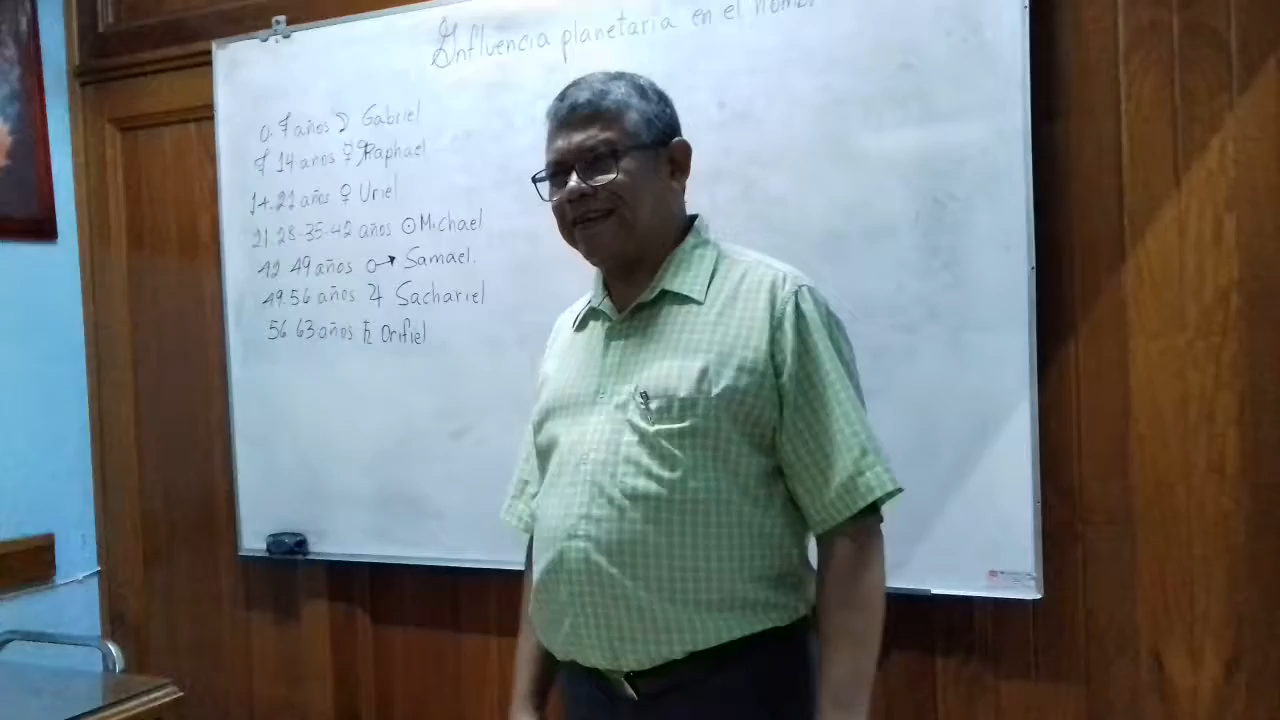 Influencia planetaria en el homb
0. 7 años ☽ Gabriel
7 14 años ☿ Raphael
14.21 años ♀ Uriel
21.28-35-42 años ☉ Michael
42 49 años ♂ Samael.
49.56 años ♃ Sachariel
56 63 años ♄ Orifiel